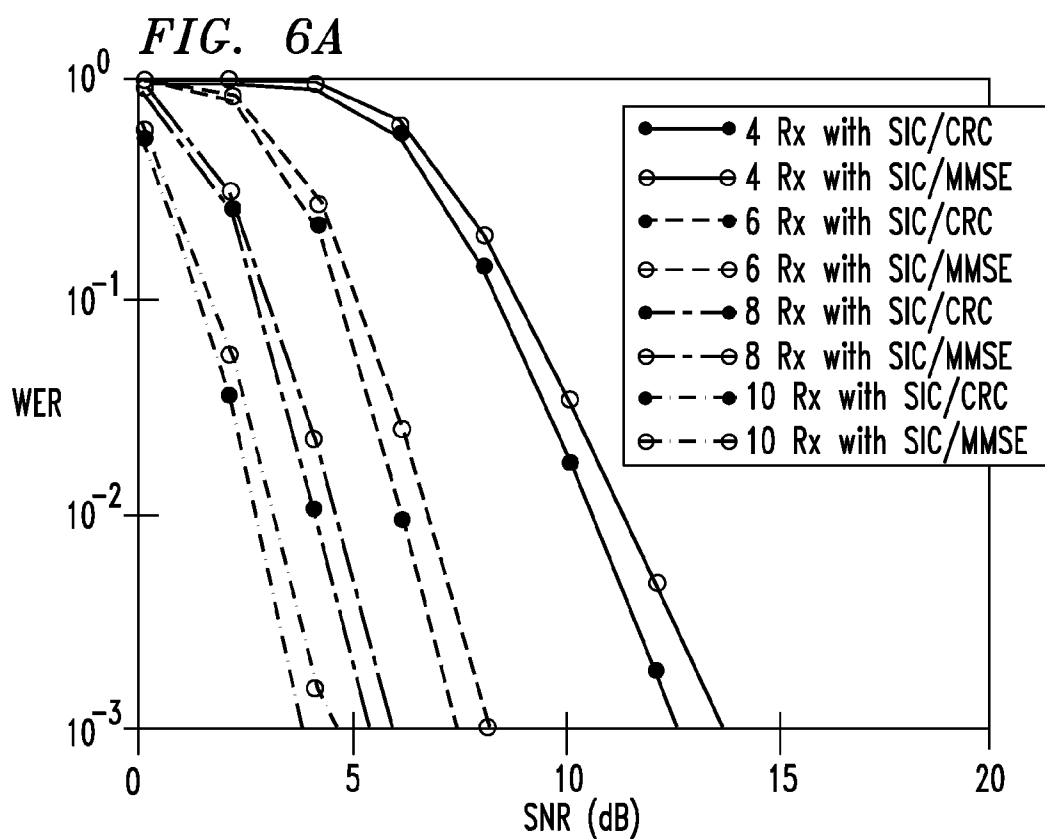 FIG. 6A
10^0
10^-1
WER
10^-2
10^-3
0
5
10
15
20
SNR (dB)
4 Rx with SIC/CRC
4 Rx with SIC/MMSE
6 Rx with SIC/CRC
6 Rx with SIC/MMSE
8 Rx with SIC/CRC
8 Rx with SIC/MMSE
10 Rx with SIC/CRC
10 Rx with SIC/MMSE